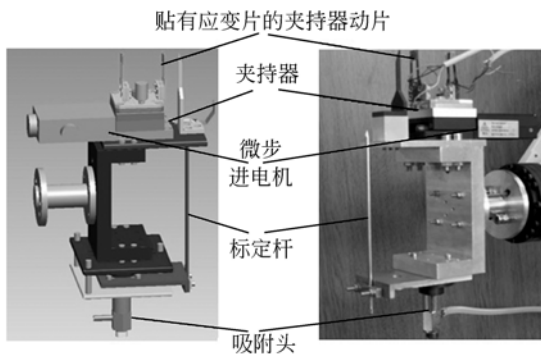 贴有应变片的夹持器动片
夹持器
微步
进电机
标定杆
吸附头